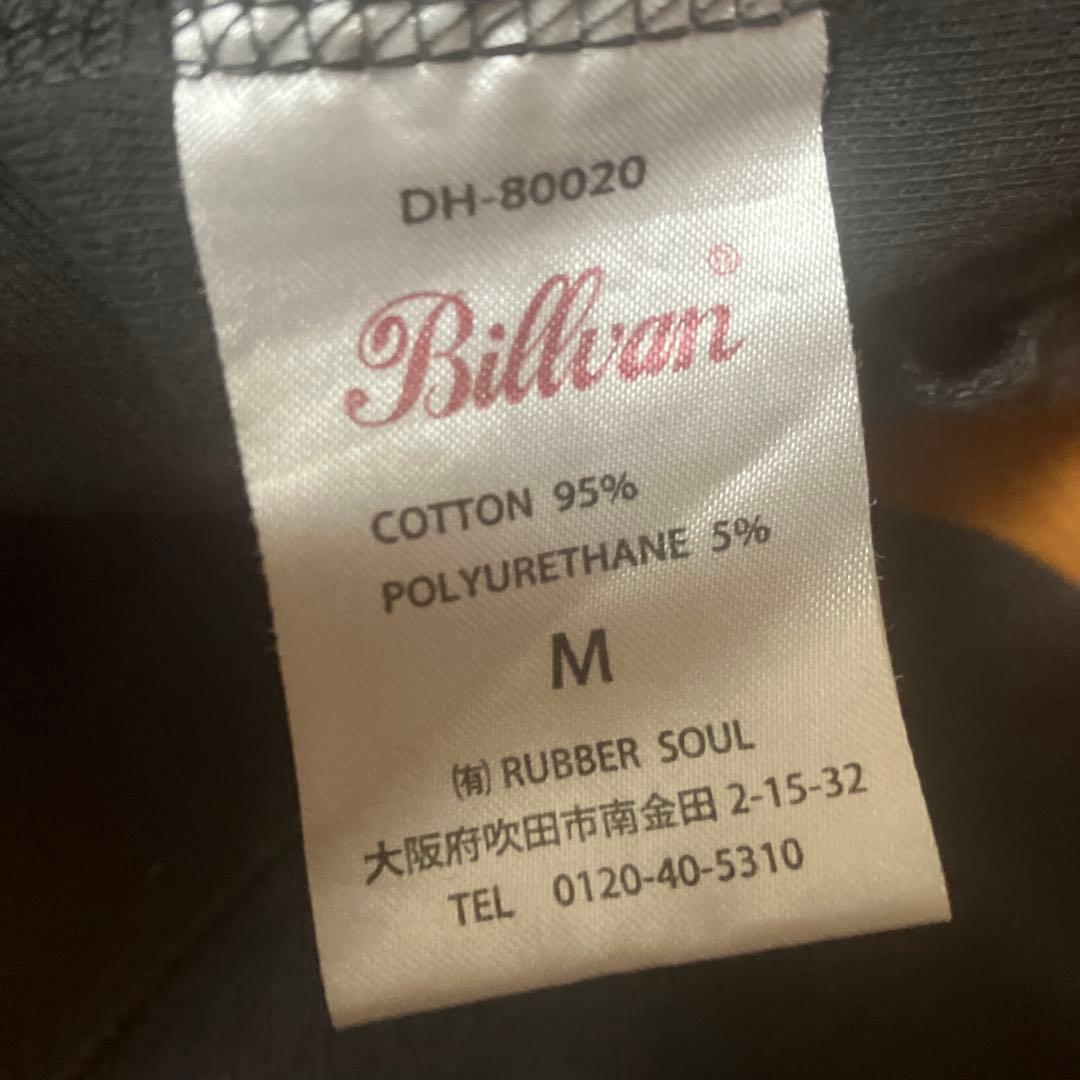 DH-80020
Billvan®
COTTON 95%
POLYURETHANE 5%
M
㈲ RUBBER SOUL
大阪府吹田市南金田 2-15-32
TEL 0120-40-5310